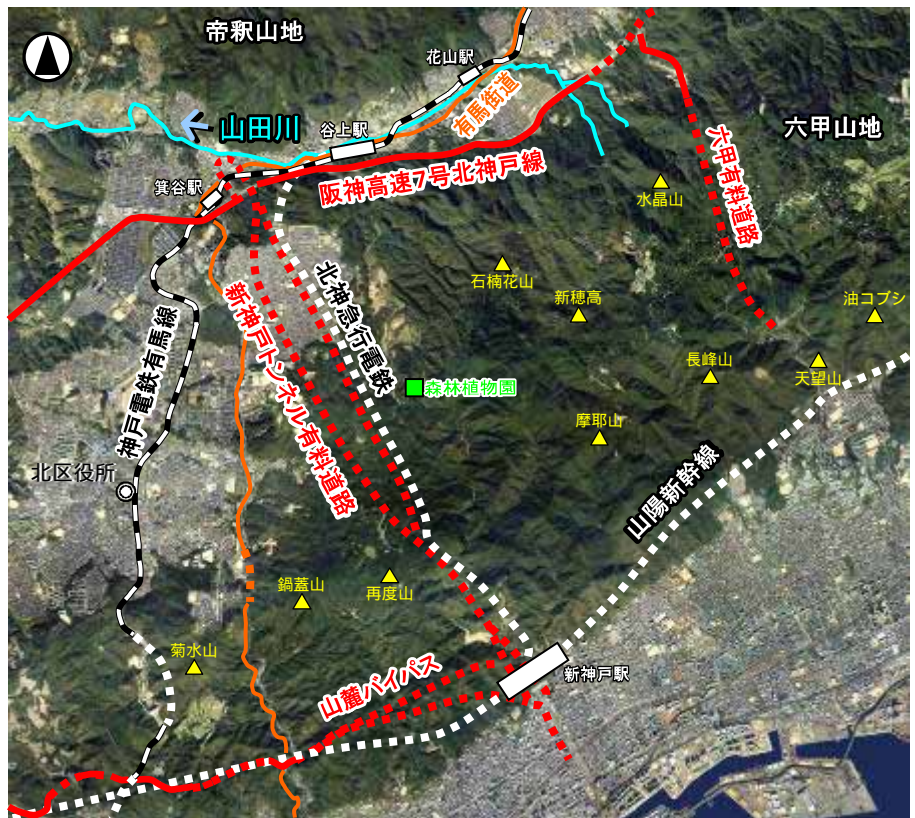 帝釈山地
花山駅
有馬街道
山田川
谷上駅
六甲山地
箕谷駅
阪神高速7号北神戸線
六甲有料道路
水晶山
石楠花山
北神急行電鉄
新穂高
油コブシ
新神戸トンネル有料道路
神戸電鉄有馬線
長峰山
天望山
森林植物園
摩耶山
北区役所
山陽新幹線
鍋蓋山
再度山
菊水山
山麓バイパス
新神戸駅